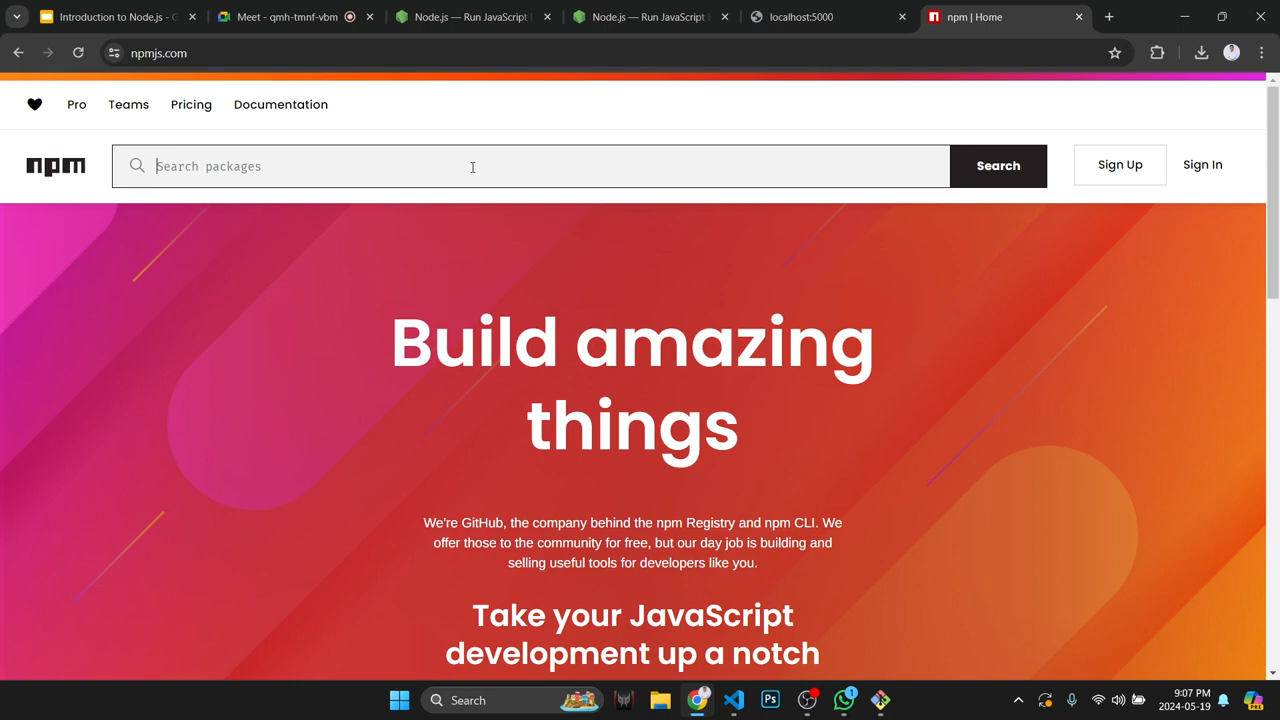 Introduction to Node.js - G
Meet - qmh-tmnf-vbm
Node.js — Run JavaScript
Node.js — Run JavaScript
localhost:5000
npm | Home
npmjs.com
Pro
Teams
Pricing
Documentation
npm
Search packages
Search
Sign Up
Sign In
Build amazing
things
We're GitHub, the company behind the npm Registry and npm CLI. We
offer those to the community for free, but our day job is building and
selling useful tools for developers like you.
Take your JavaScript
development up a notch
Search
Ps
1
9:07 PM
2024-05-19
PRE